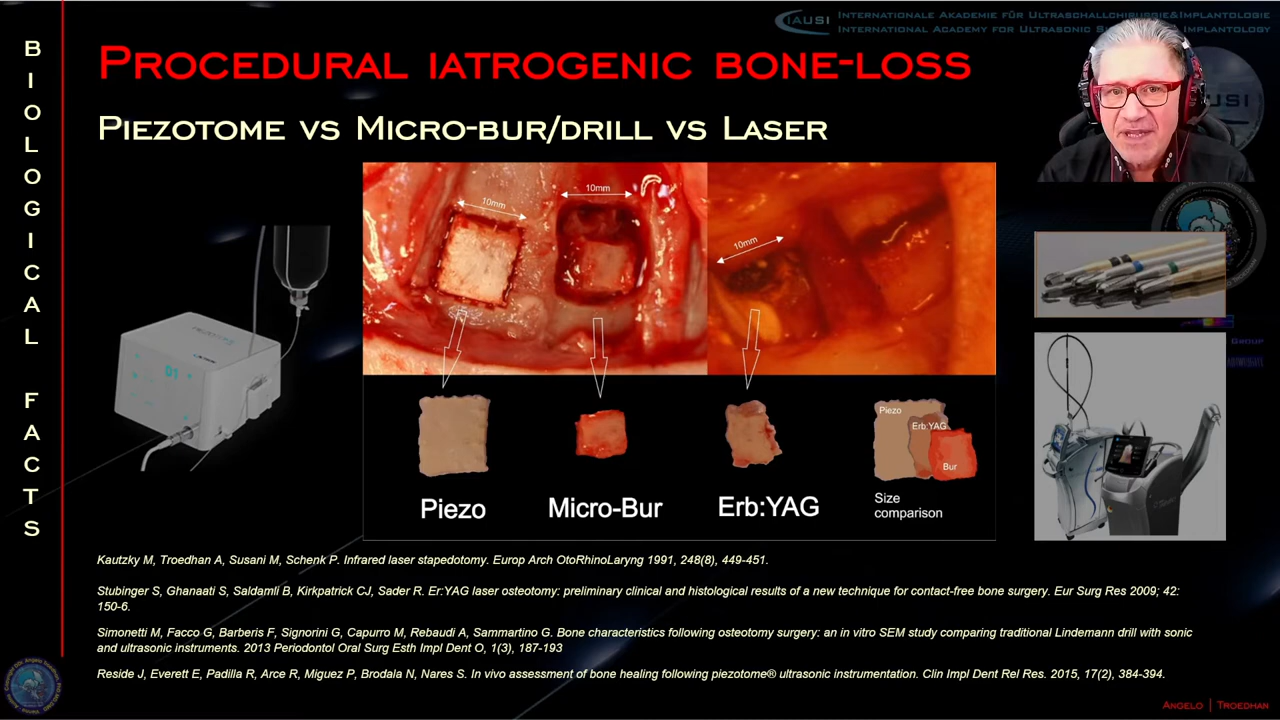 IAUSI
Internationale Akademie für Ultraschallchirurgie&Implantologie
International Academy for Ultrasonic Implantology
Procedural iatrogenic bone-loss
Piezotome vs Micro-bur/drill vs Laser
BIOLOGICAL FACTS
10mm
10mm
10mm
D1
Piezo
Micro-Bur
Erb:YAG
Piezo
Erb:YAG
Bur
Size
comparison
Kautzky M, Troedhan A, Susani M, Schenk P. Infrared laser stapedotomy. Europ Arch OtoRhinoLaryng 1991, 248(8), 449-451.
Stubinger S, Ghanaati S, Saldamli B, Kirkpatrick CJ, Sader R. Er:YAG laser osteotomy: preliminary clinical and histological results of a new technique for contact-free bone surgery. Eur Surg Res 2009; 42:
150-6.
Simonetti M, Facco G, Barberis F, Signorini G, Capurro M, Rebaudi A, Sammartino G. Bone characteristics following osteotomy surgery: an in vitro SEM study comparing traditional Lindemann drill with sonic
and ultrasonic instruments. 2013 Periodontol Oral Surg Esth Impl Dent O, 1(3), 187-193
Reside J, Everett E, Padilla R, Arce R, Miguez P, Brodala N, Nares S. In vivo assessment of bone healing following piezotome® ultrasonic instrumentation. Clin Impl Dent Rel Res. 2015, 17(2), 384-394.
Angelo | Troedhan